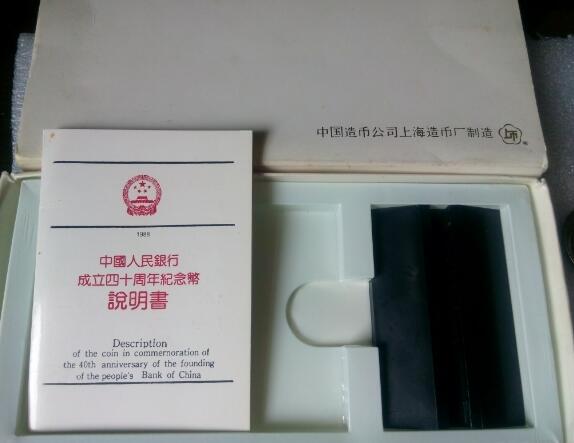 中国造币公司上海造币厂制造
1988
中國人民銀行
成立四十周年紀念幣
說明書
Description
of the coin in commemoration of
the 40th anniversary of the founding
of the people's Bank of China